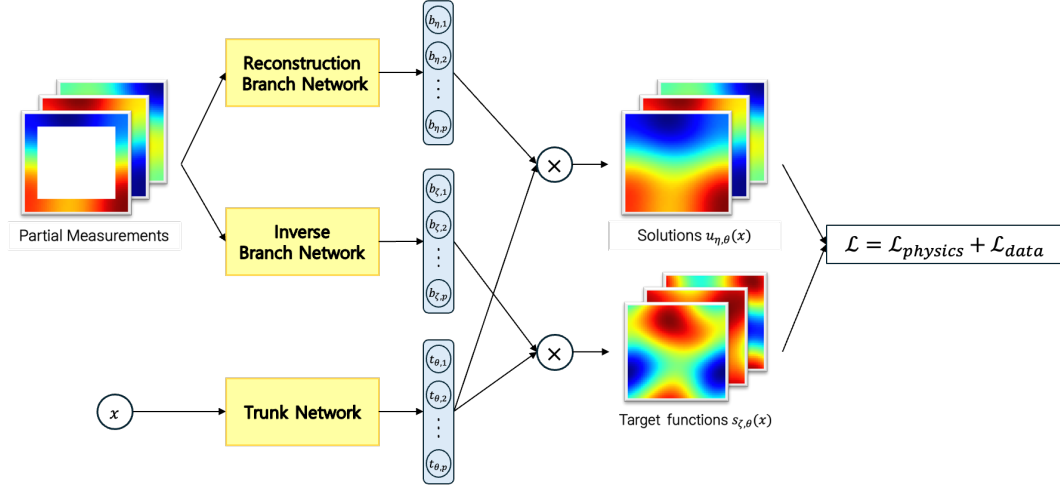 Partial Measurements
Reconstruction
Branch Network
b_{η,1}
b_{η,2}
⋮
b_{η,p}
Inverse
Branch Network
b_{ζ,1}
b_{ζ,2}
⋮
b_{ζ,p}
x
Trunk Network
t_{θ,1}
t_{θ,2}
⋮
t_{θ,p}
×
×
Solutions u_{η,θ}(x)
Target functions s_{ζ,θ}(x)
ℒ = ℒ_{physics} + ℒ_{data}